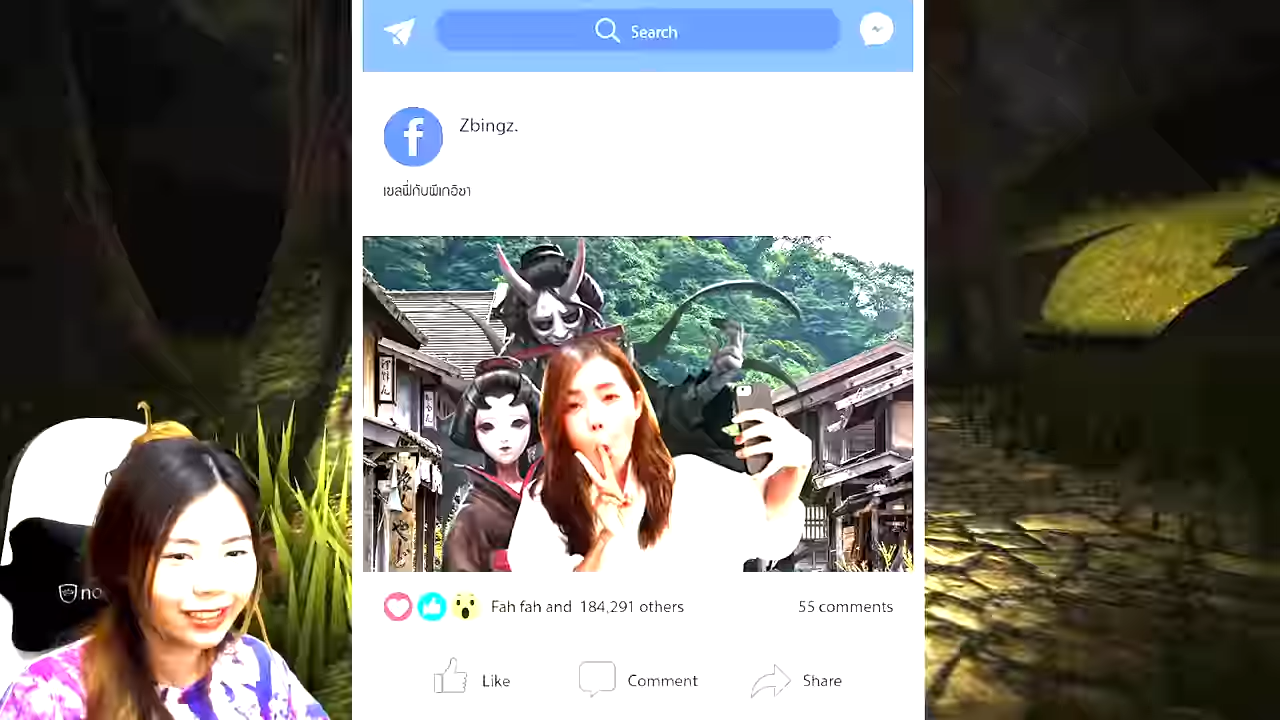 Search
f
Zbingz.
เซลฟี่กับผีเกอิชา
no
Fah fah and 184,291 others
55 comments
Like
Comment
Share